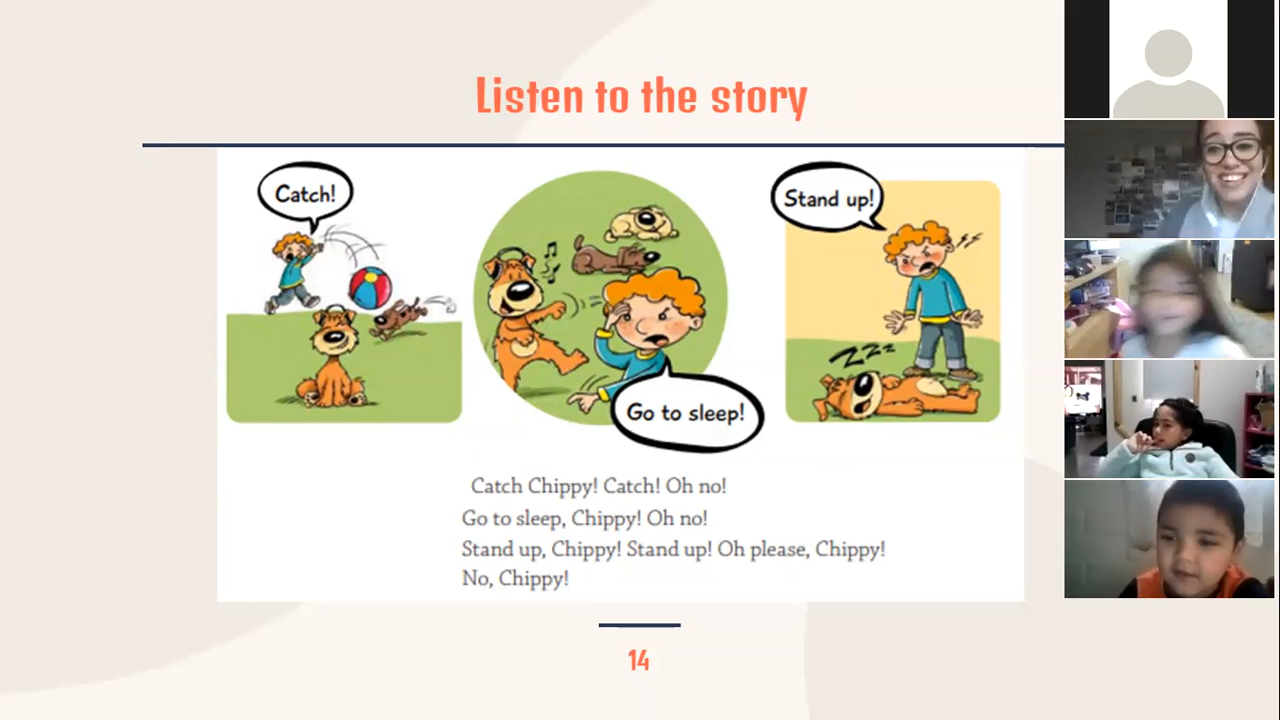 Listen to the story
Catch!
Go to sleep!
Stand up!
ZZZ
Catch Chippy! Catch! Oh no!
Go to sleep, Chippy! Oh no!
Stand up, Chippy! Stand up! Oh please, Chippy!
No, Chippy!
14